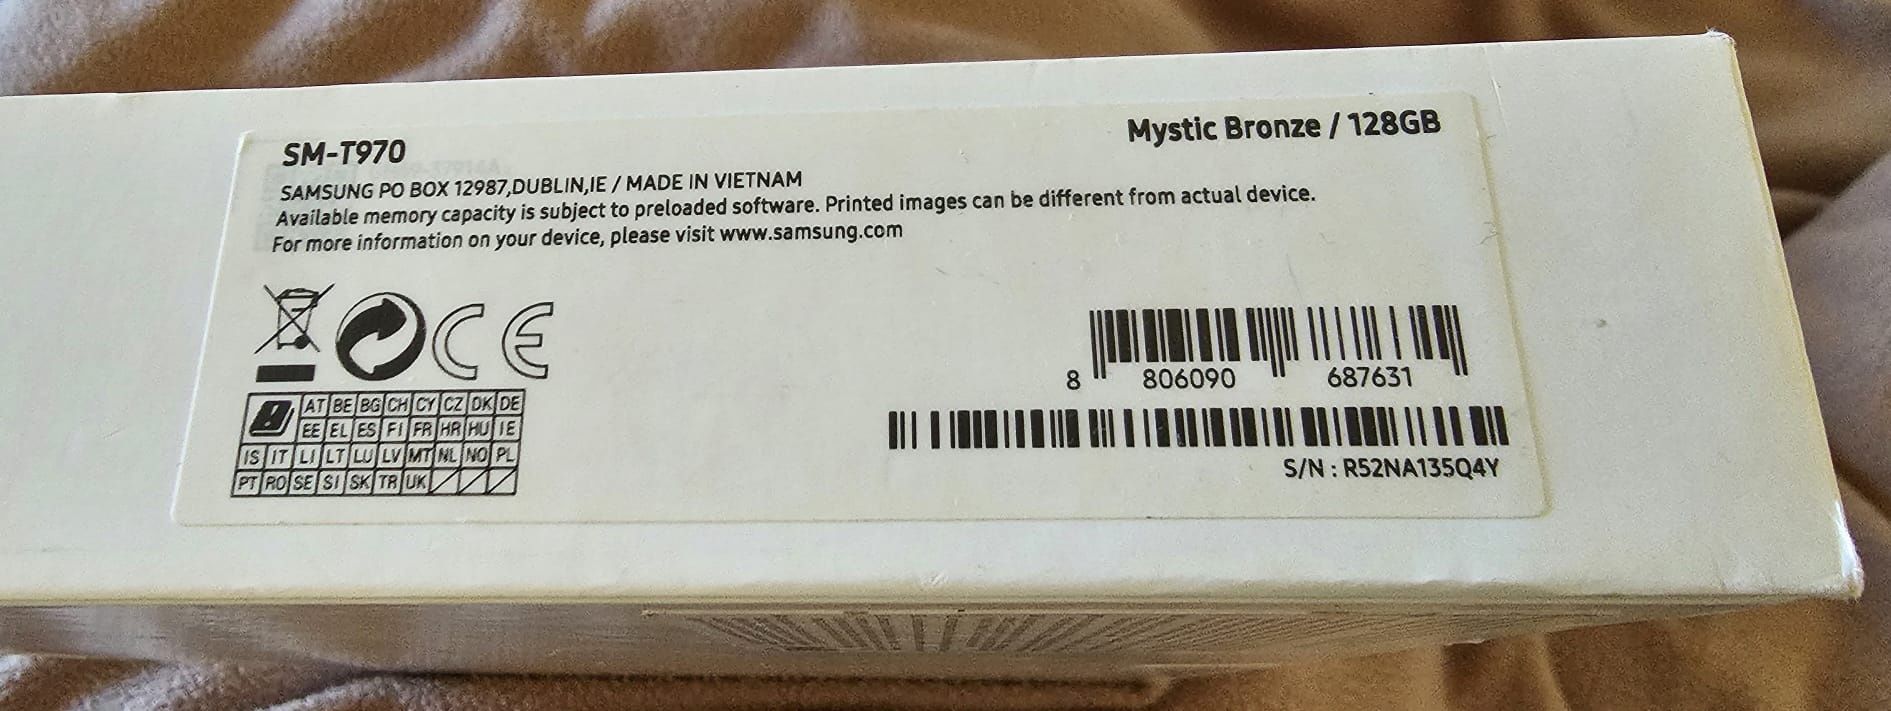 SM-T970
Mystic Bronze / 128GB
SAMSUNG PO BOX 12987,DUBLIN,IE / MADE IN VIETNAM
Available memory capacity is subject to preloaded software. Printed images can be different from actual device.
For more information on your device, please visit www.samsung.com
CE
AT BE BG CH CY CZ DK DE
EE EL ES FI FR HR HU IE
IS IT LI LT LU LV MT NL NO PL
PT RO SE SI SK TR UK
8 806090 687631
S/N : R52NA135Q4Y